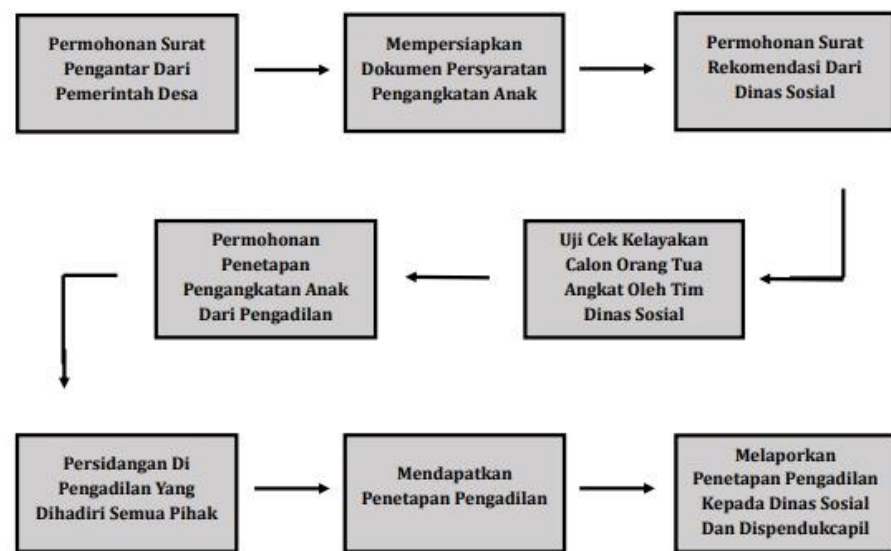 Permohonan Surat
Pengantar Dari
Pemerintah Desa
Mempersiapkan
Dokumen Persyaratan
Pengangkatan Anak
Permohonan Surat
Rekomendasi Dari
Dinas Sosial
Uji Cek Kelayakan
Calon Orang Tua
Angkat Oleh Tim
Dinas Sosial
Permohonan
Penetapan
Pengangkatan Anak
Dari Pengadilan
Persidangan Di
Pengadilan Yang
Dihadiri Semua Pihak
Mendapatkan
Penetapan Pengadilan
Melaporkan
Penetapan Pengadilan
Kepada Dinas Sosial
Dan Dispendukcapil